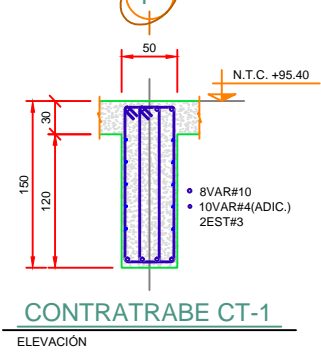 50
N.T.C. +95.40
30
150
120
8VAR#10
10VAR#4(ADIC.)
2EST#3
CONTRATRABE CT-1
ELEVACIÓN